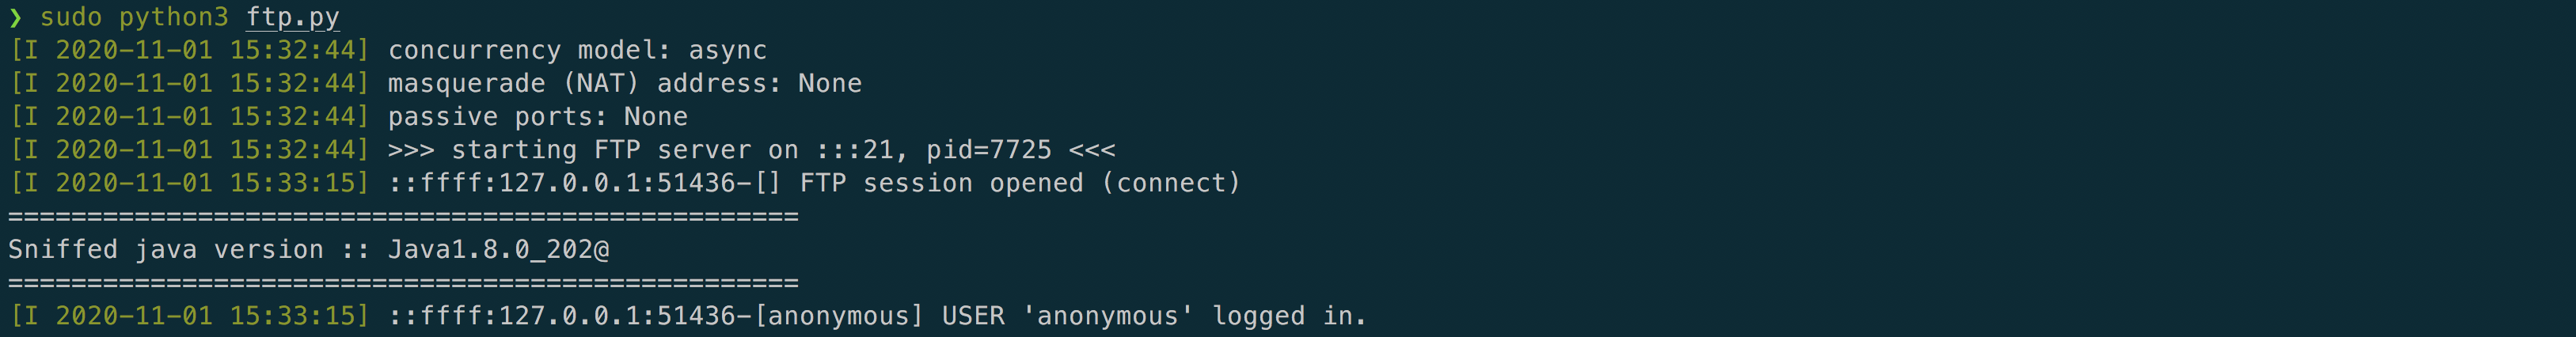 ❯ sudo python3 ftp.py
[I 2020-11-01 15:32:44] concurrency model: async
[I 2020-11-01 15:32:44] masquerade (NAT) address: None
[I 2020-11-01 15:32:44] passive ports: None
[I 2020-11-01 15:32:44] >>> starting FTP server on :::21, pid=7725 <<<
[I 2020-11-01 15:33:15] ::ffff:127.0.0.1:51436-[] FTP session opened (connect)
==================================================
Sniffed java version :: Java1.8.0_202@
==================================================
[I 2020-11-01 15:33:15] ::ffff:127.0.0.1:51436-[anonymous] USER 'anonymous' logged in.